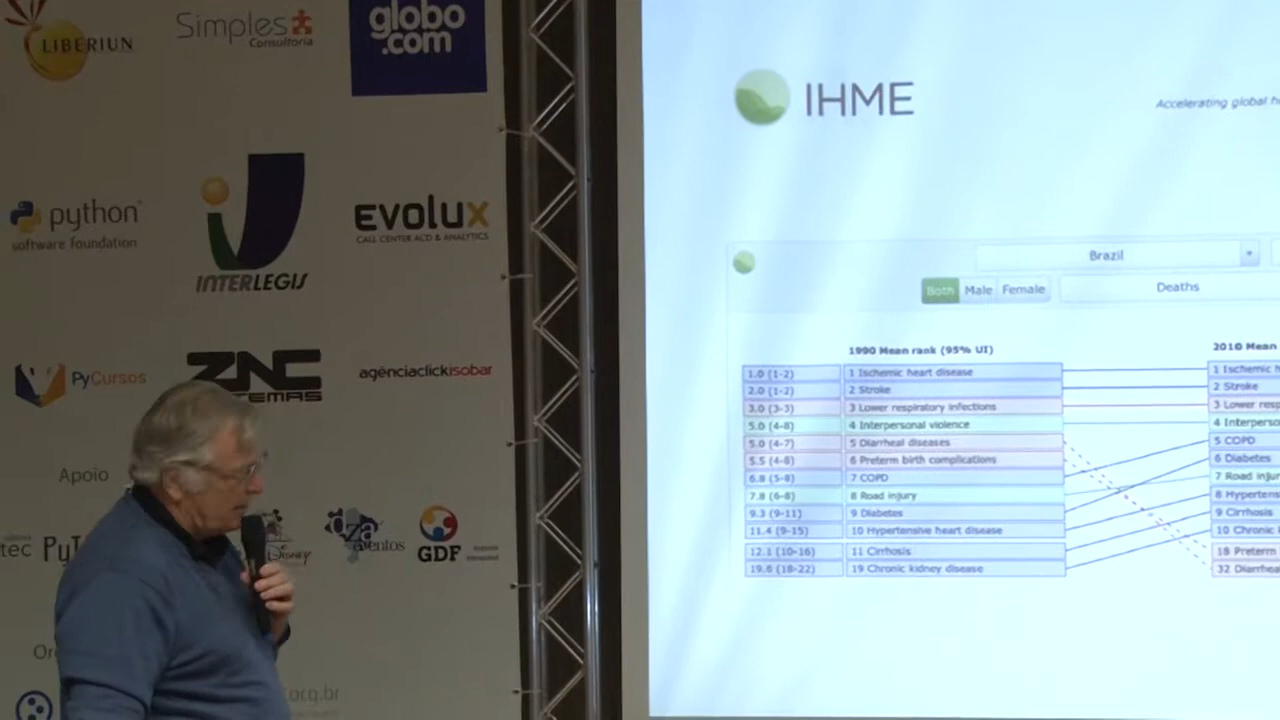 LIBERIUN
Simples
Consultoria
globo
.com
python
software foundation
INTERLEGIS
evolux
CALL CENTER ACD & ANALYTICS
PyCursos
ZNC
agênciaclickisobar
Apoio
tec
dza
eventos
GDF
.org.br
IHME
Accelerating global h
Brazil
Both Male Female
Deaths
1990 Mean rank (95% UI)
2010 Mean
1.0 (1-2) 1 Ischemic heart disease
1 Ischemic h
2.0 (1-2) 2 Stroke
2 Stroke
3.0 (3-3) 3 Lower respiratory infections
3 Lower resp
5.0 (4-8) 4 Interpersonal violence
4 Interperso
5.0 (4-7) 5 Diarrheal diseases
5 COPD
5.5 (4-8) 6 Preterm birth complications
6 Diabetes
6.8 (5-8) 7 COPD
7 Road injur
7.8 (6-8) 8 Road injury
8 Hypertens
9.3 (9-11) 9 Diabetes
9 Cirrhosis
11.4 (9-15) 10 Hypertensive heart disease
10 Chronic
12.1 (10-16) 11 Cirrhosis
18 Preterm
19.6 (18-22) 19 Chronic kidney disease
32 Diarrhea